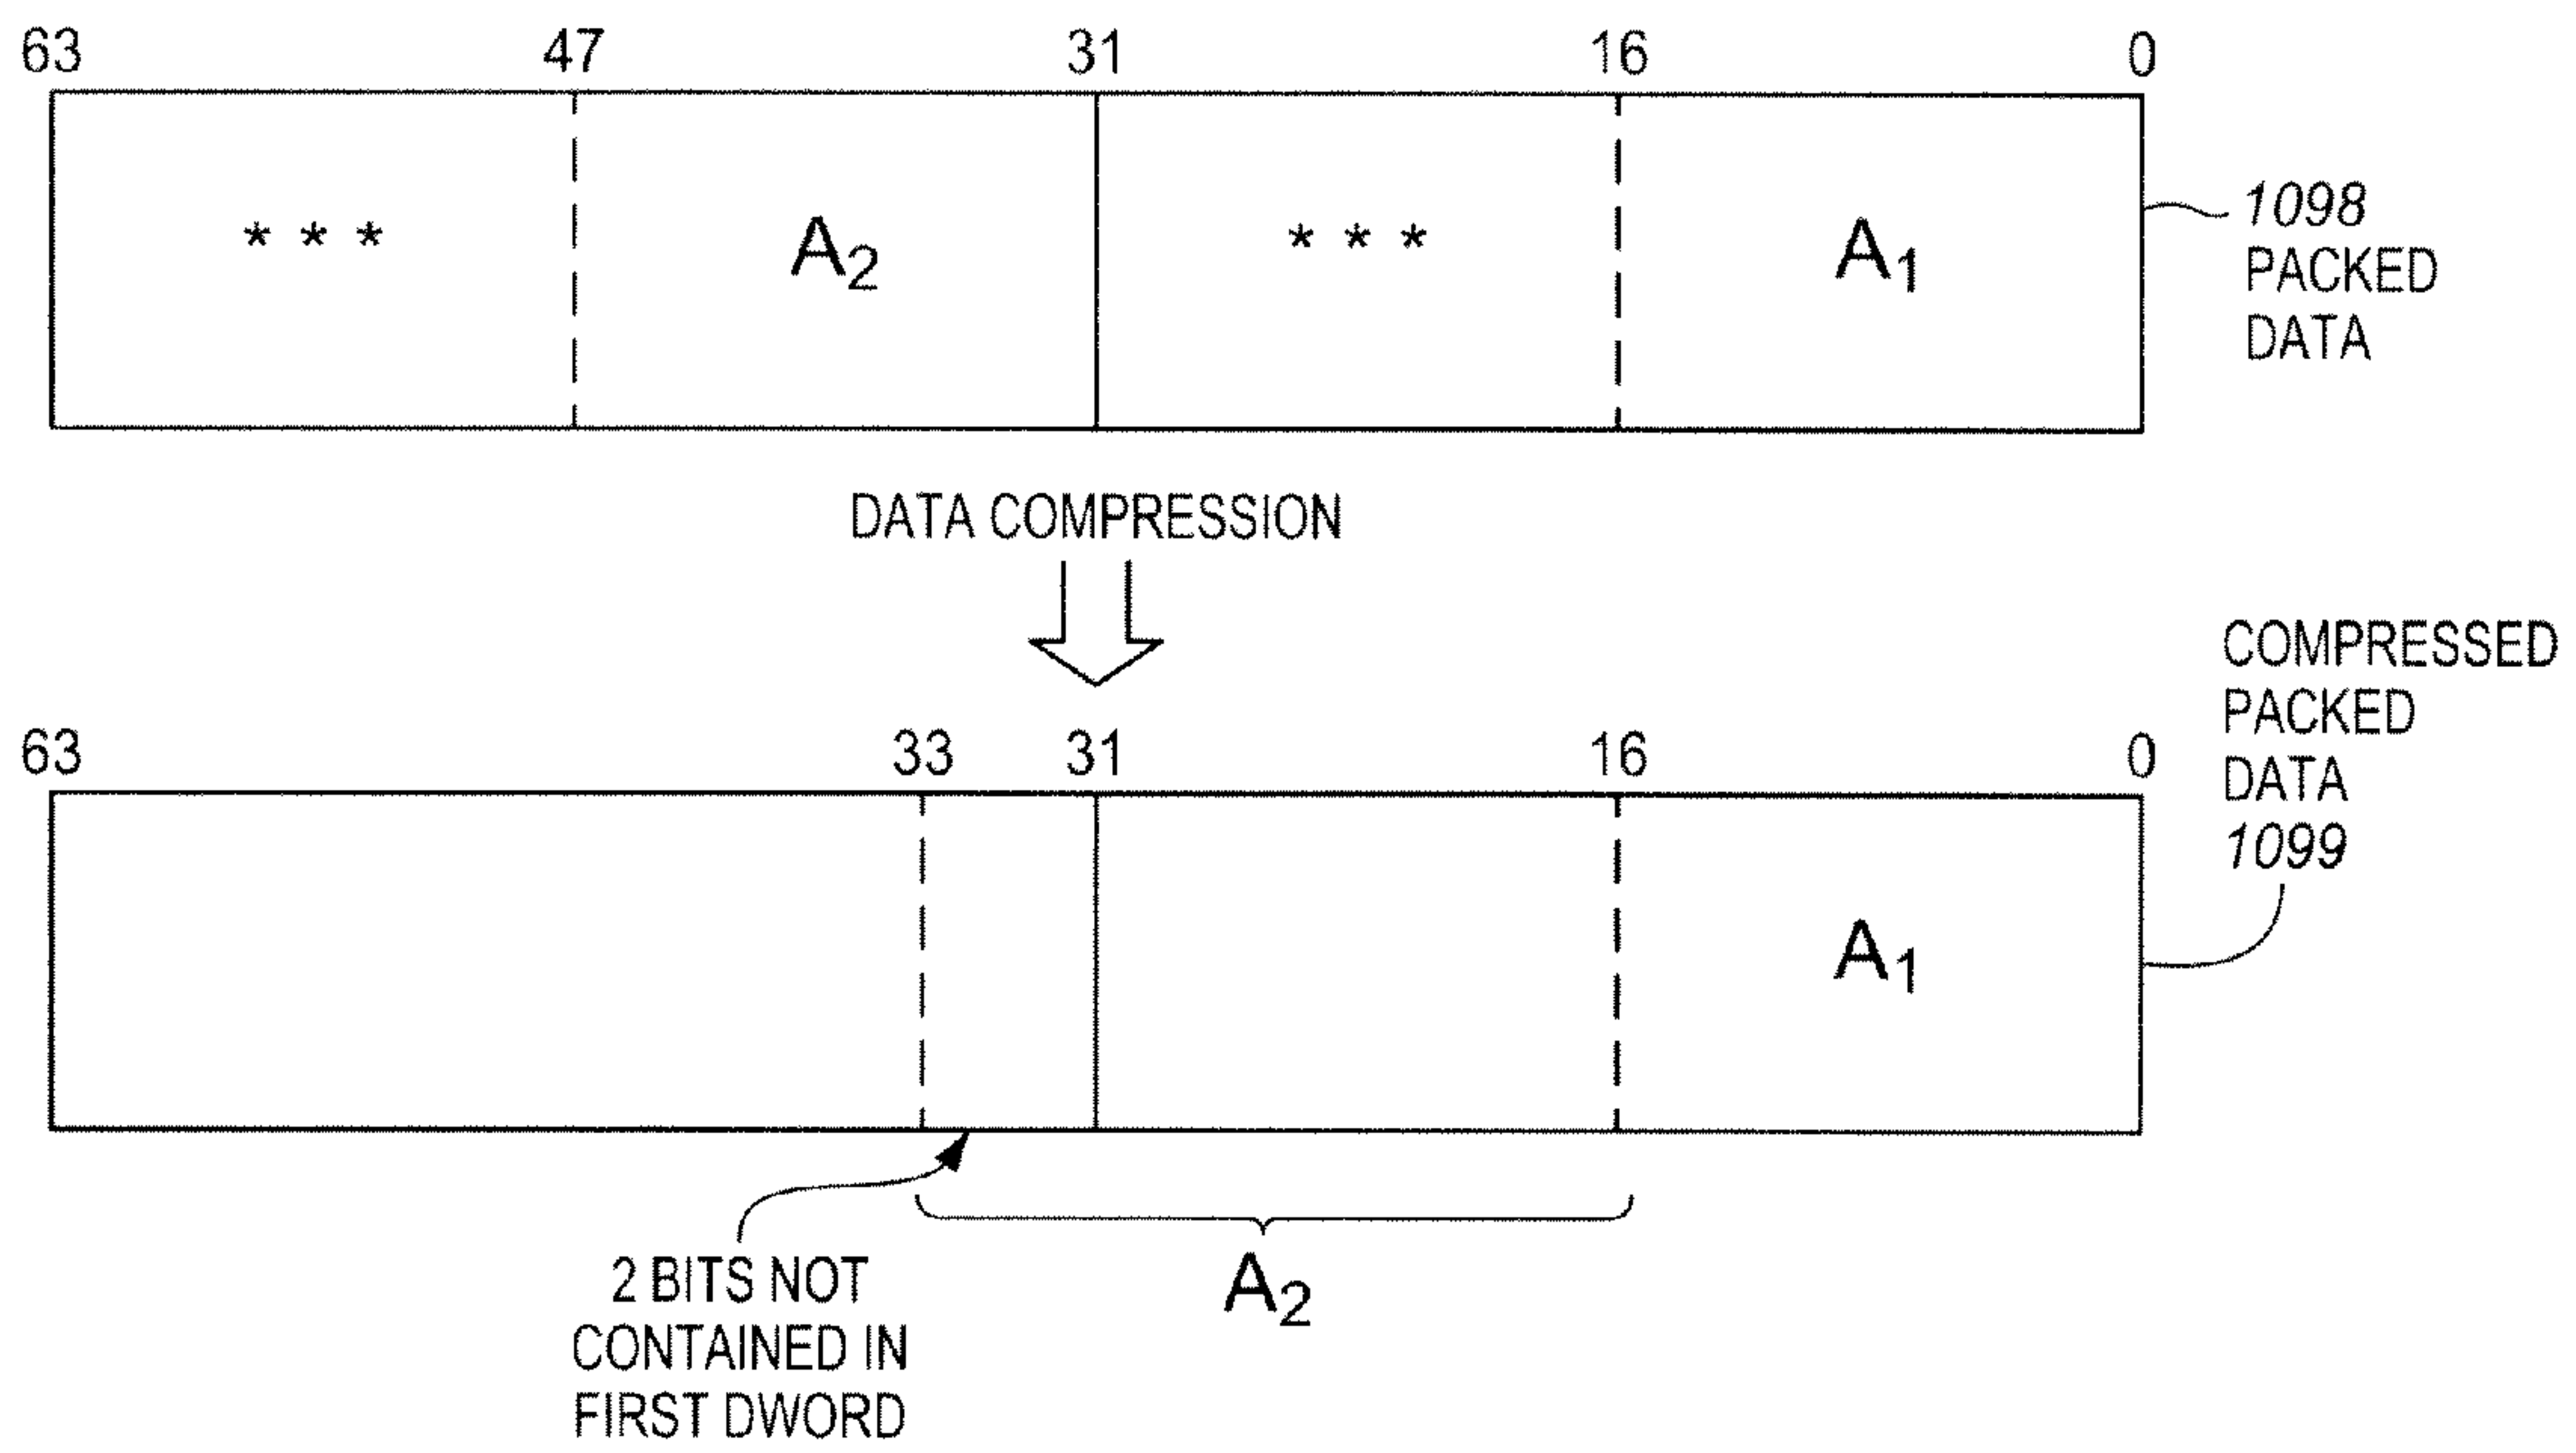 63 47 31 16 0
* * * A2 * * * A1
1098
PACKED
DATA
DATA COMPRESSION
COMPRESSED
PACKED
DATA
1099
63 33 31 16 0
A1
2 BITS NOT
CONTAINED IN
FIRST DWORD
A2